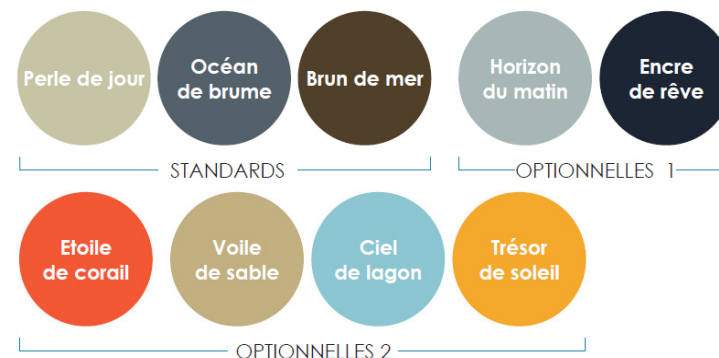 Perle de jour
Océan
de brume
Brun de mer
Horizon
du matin
Encre
de rêve
STANDARDS
OPTIONNELLES 1
Etoile
de corail
Voile
de sable
Ciel
de lagon
Trésor
de soleil
OPTIONNELLES 2